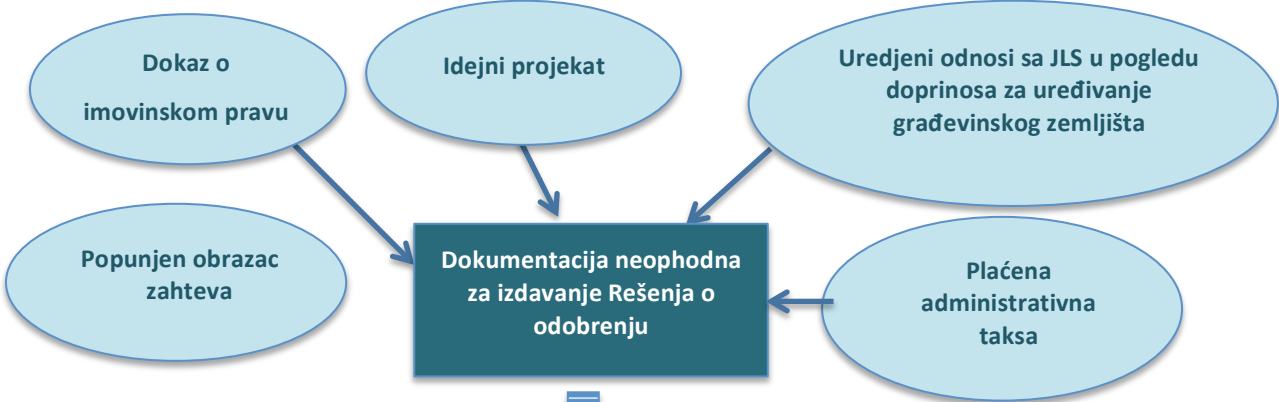 Dokaz o
imovinskom pravu
Idejni projekat
Uredjeni odnosi sa JLS u pogledu
doprinosa za uređivanje
građevinskog zemljišta
Popunjen obrazac
zahteva
Dokumentacija neophodna
za izdavanje Rešenja o
odobrenju
Plaćena
administrativna
taksa